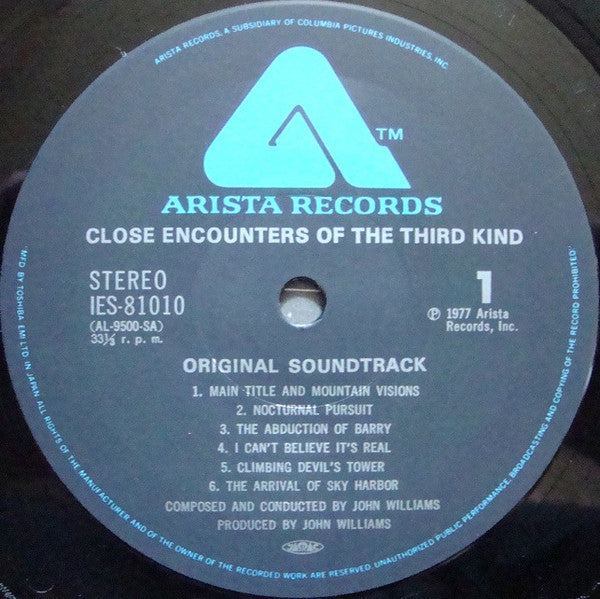 ARISTA RECORDS, A SUBSIDIARY OF COLUMBIA PICTURES INDUSTRIES, INC.
TM
ARISTA RECORDS
CLOSE ENCOUNTERS OF THE THIRD KIND
STEREO
IES-81010
(AL-9500-SA)
33⅓ r. p. m.
1
℗ 1977 Arista
Records, Inc.
ORIGINAL SOUNDTRACK
1. MAIN TITLE AND MOUNTAIN VISIONS
2. NOCTURNAL PURSUIT
3. THE ABDUCTION OF BARRY
4. I CAN'T BELIEVE IT'S REAL
5. CLIMBING DEVIL'S TOWER
6. THE ARRIVAL OF SKY HARBOR
COMPOSED AND CONDUCTED BY JOHN WILLIAMS
PRODUCED BY JOHN WILLIAMS
MFD BY TOSHIBA EMI LTD. IN JAPAN ALL RIGHTS OF THE MANUFACTURER AND OF THE OWNER OF THE RECORDED WORK ARE RESERVED. UNAUTHORIZED PUBLIC PERFORMANCE, BROADCASTING AND COPYING OF THE RECORD PROHIBITED